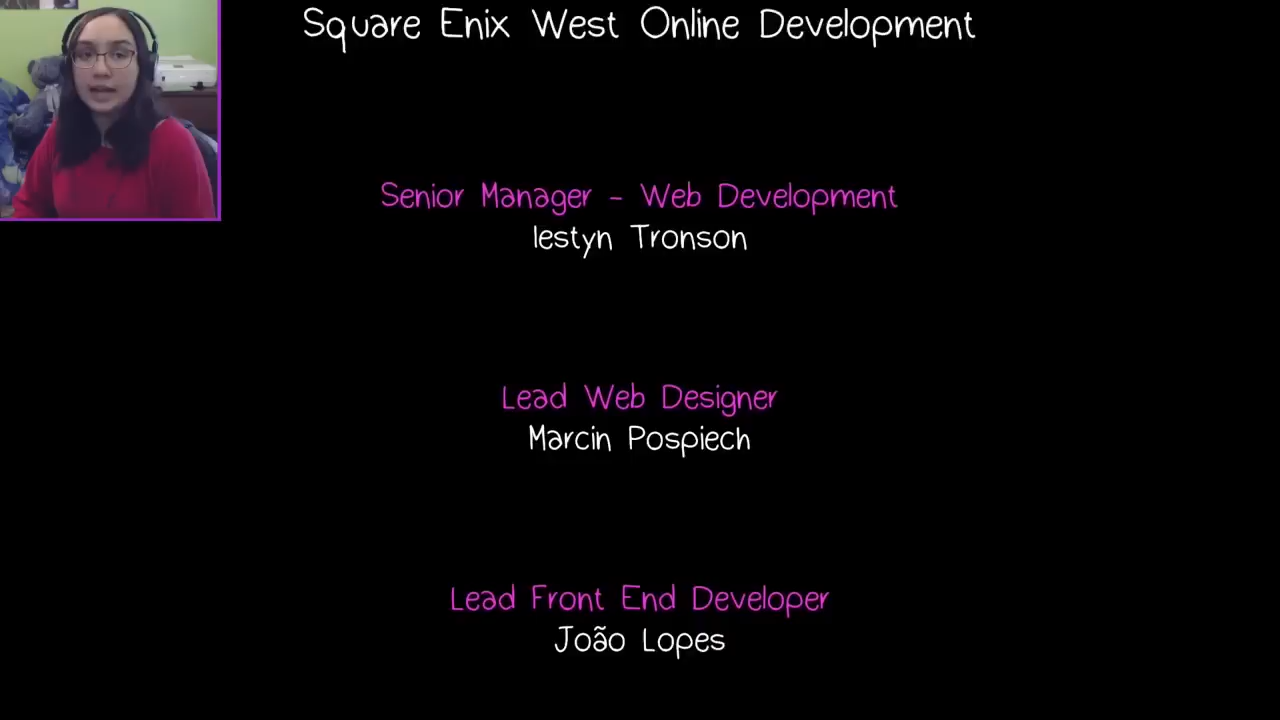 Square Enix West Online Development
Senior Manager - Web Development
Iestyn Tronson
Lead Web Designer
Marcin Pospiech
Lead Front End Developer
João Lopes